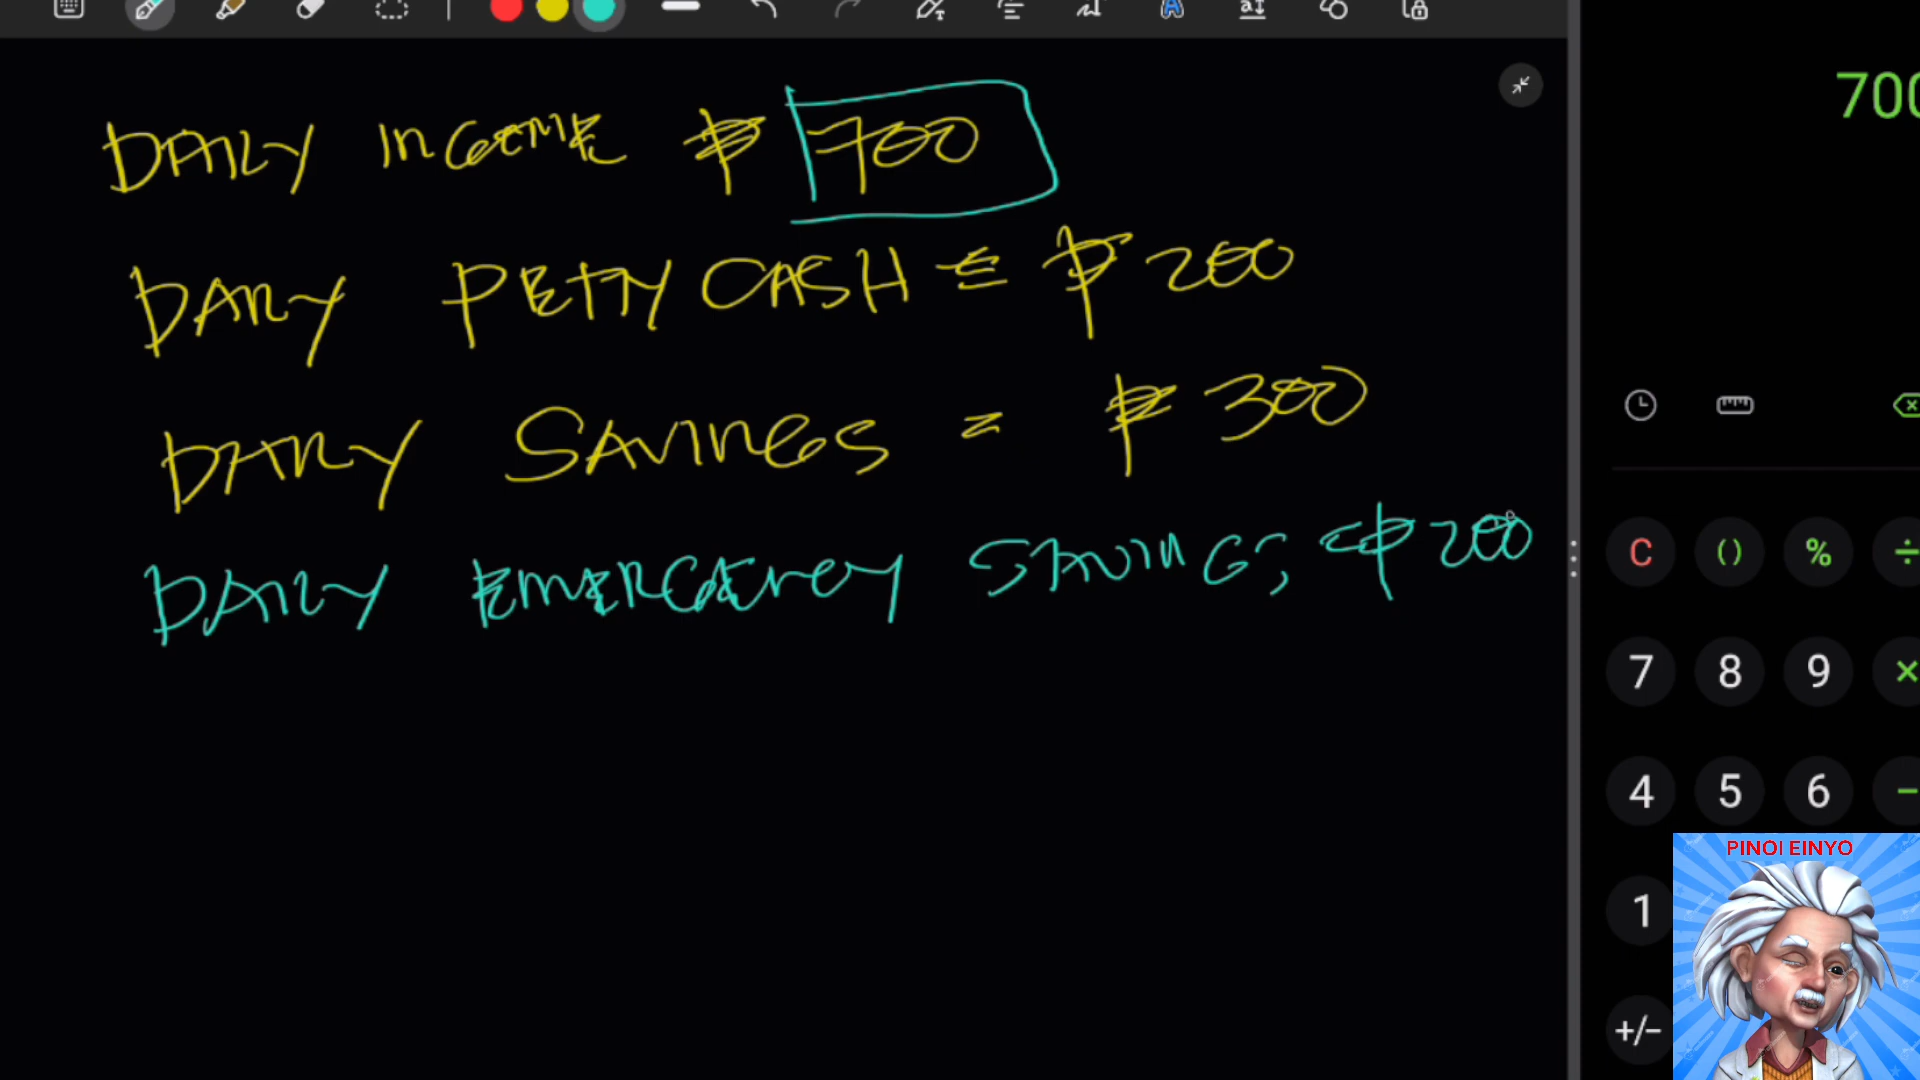 DAILY INCOME ₱ 700
DAILY PETTY CASH = ₱ 200
DAILY SAVINGS = ₱ 300
DAILY EMERGENCY SAVINGS = ₱ 200
700
C () % ÷
7 8 9 ×
4 5 6 −
1
+/−
PINOI EINYO